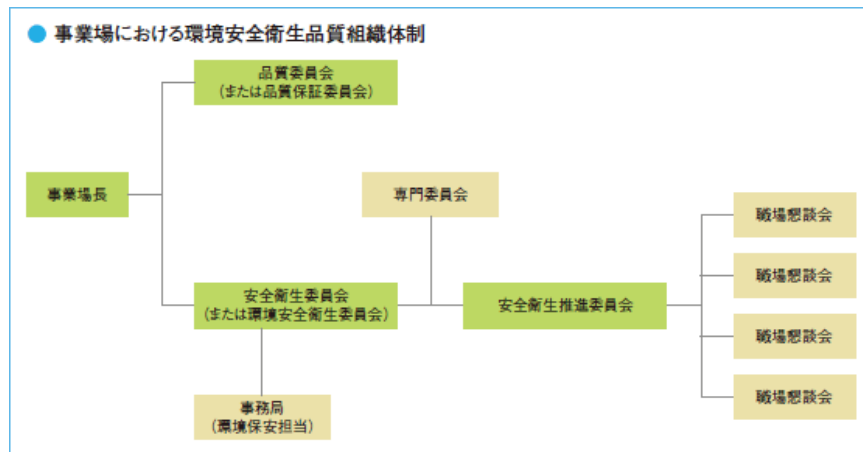 事業場における環境安全衛生品質組織体制
品質委員会
(または品質保証委員会)
事業場長
専門委員会
職場懇談会
職場懇談会
安全衛生委員会
(または環境安全衛生委員会)
安全衛生推進委員会
職場懇談会
職場懇談会
事務局
(環境保安担当)